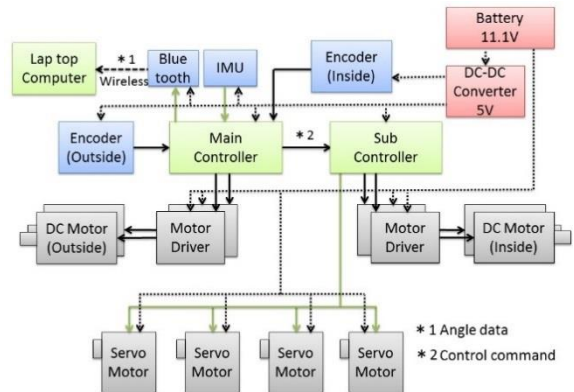 Battery
11.1V
Lap top
Computer
* 1
Wireless
Blue
tooth
IMU
Encoder
(Inside)
DC-DC
Converter
5V
Encoder
(Outside)
Main
Controller
* 2
Sub
Controller
DC Motor
(Outside)
Motor
Driver
Motor
Driver
DC Motor
(Inside)
Servo
Motor
Servo
Motor
Servo
Motor
Servo
Motor
* 1 Angle data
* 2 Control command